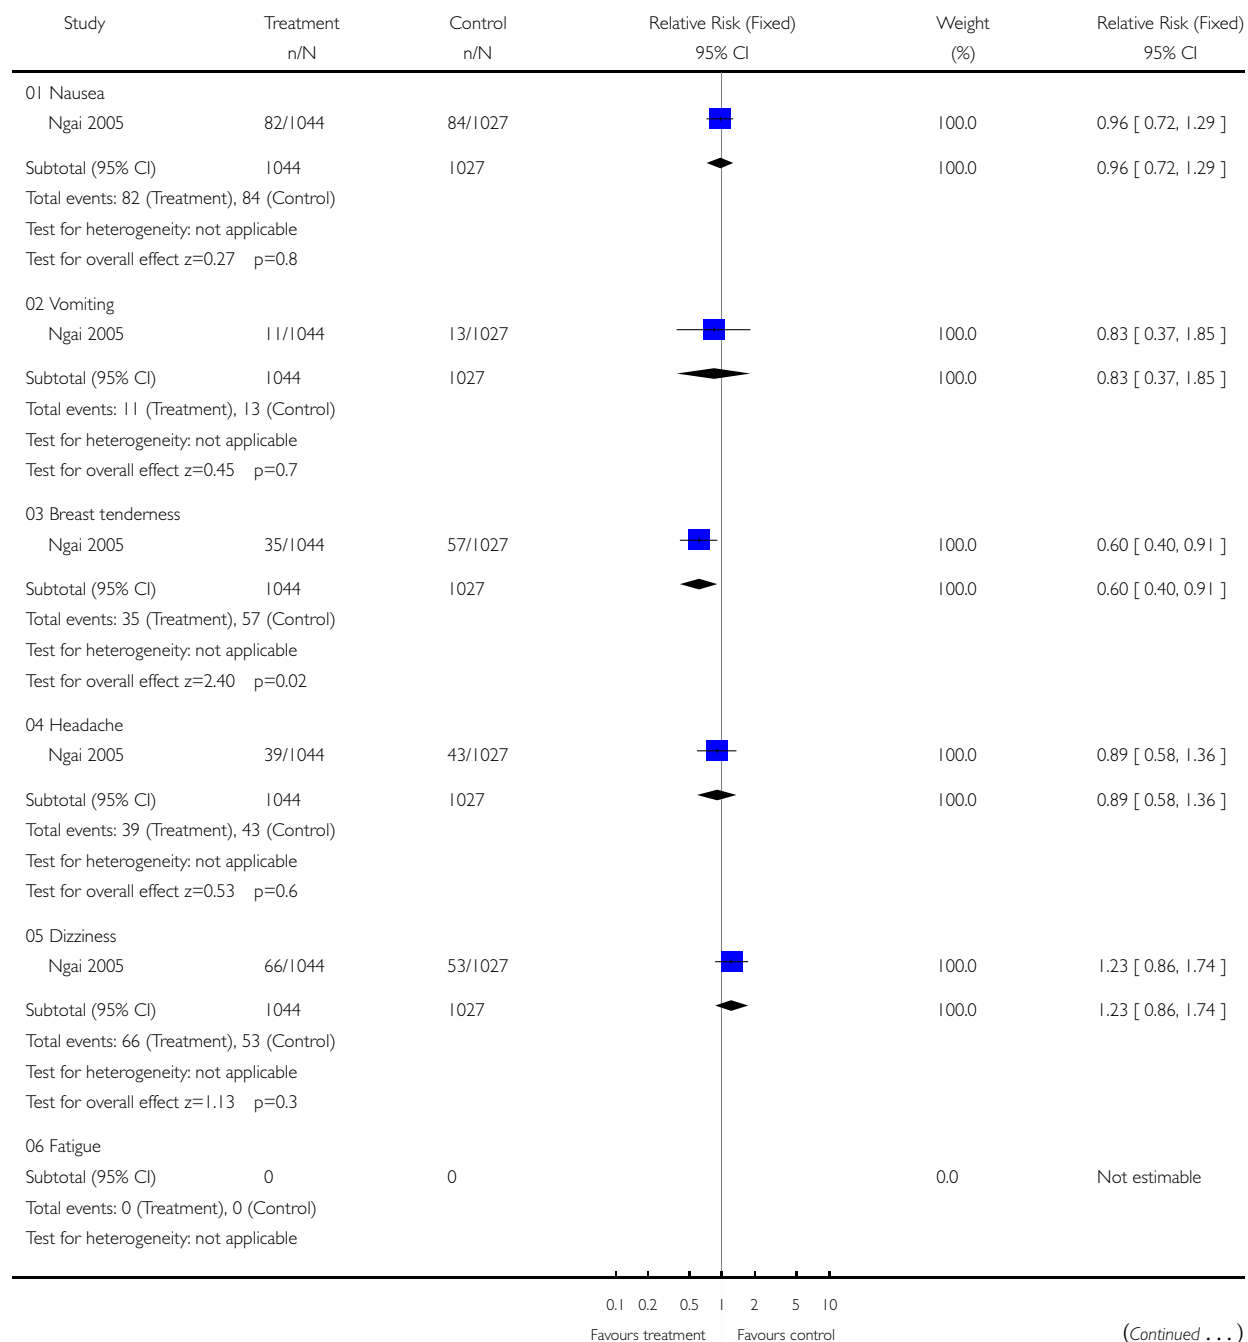 Study Treatment Control Relative Risk (Fixed) Weight Relative Risk (Fixed)
n/N n/N 95% CI (%) 95% CI
01 Nausea
Ngai 2005 82/1044 84/1027 100.0 0.96 [ 0.72, 1.29 ]
Subtotal (95% CI) 1044 1027 100.0 0.96 [ 0.72, 1.29 ]
Total events: 82 (Treatment), 84 (Control)
Test for heterogeneity: not applicable
Test for overall effect z=0.27 p=0.8
02 Vomiting
Ngai 2005 11/1044 13/1027 100.0 0.83 [ 0.37, 1.85 ]
Subtotal (95% CI) 1044 1027 100.0 0.83 [ 0.37, 1.85 ]
Total events: 11 (Treatment), 13 (Control)
Test for heterogeneity: not applicable
Test for overall effect z=0.45 p=0.7
03 Breast tenderness
Ngai 2005 35/1044 57/1027 100.0 0.60 [ 0.40, 0.91 ]
Subtotal (95% CI) 1044 1027 100.0 0.60 [ 0.40, 0.91 ]
Total events: 35 (Treatment), 57 (Control)
Test for heterogeneity: not applicable
Test for overall effect z=2.40 p=0.02
04 Headache
Ngai 2005 39/1044 43/1027 100.0 0.89 [ 0.58, 1.36 ]
Subtotal (95% CI) 1044 1027 100.0 0.89 [ 0.58, 1.36 ]
Total events: 39 (Treatment), 43 (Control)
Test for heterogeneity: not applicable
Test for overall effect z=0.53 p=0.6
05 Dizziness
Ngai 2005 66/1044 53/1027 100.0 1.23 [ 0.86, 1.74 ]
Subtotal (95% CI) 1044 1027 100.0 1.23 [ 0.86, 1.74 ]
Total events: 66 (Treatment), 53 (Control)
Test for heterogeneity: not applicable
Test for overall effect z=1.13 p=0.3
06 Fatigue
Subtotal (95% CI) 0 0 0.0 Not estimable
Total events: 0 (Treatment), 0 (Control)
Test for heterogeneity: not applicable
0.1 0.2 0.5 1 2 5 10
Favours treatment Favours control (Continued . . . )